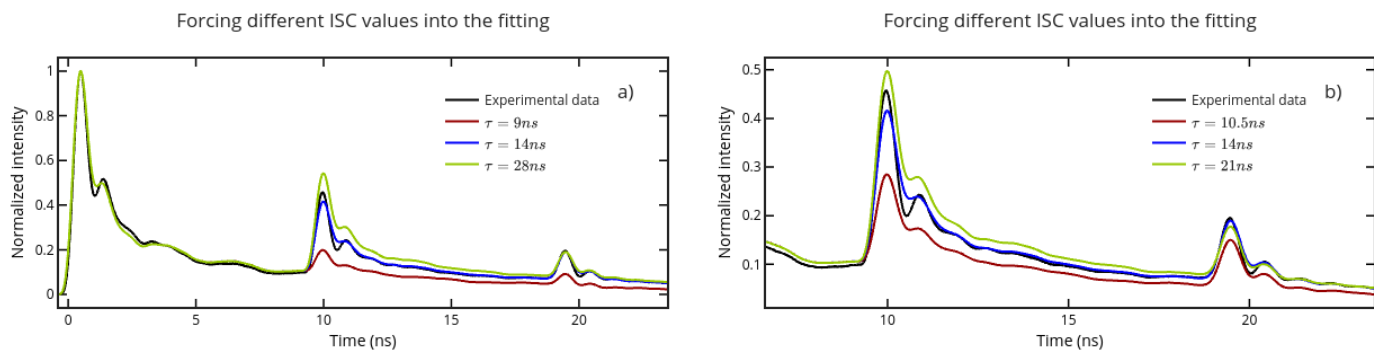 Forcing different ISC values into the fitting
a)
Experimental data
τ = 9ns
τ = 14ns
τ = 28ns
Normalized Intensity
1
0.8
0.6
0.4
0.2
0
0
5
10
15
20
Time (ns)
Forcing different ISC values into the fitting
b)
Experimental data
τ = 10.5ns
τ = 14ns
τ = 21ns
Normalized Intensity
0.5
0.4
0.3
0.2
0.1
10
15
20
Time (ns)